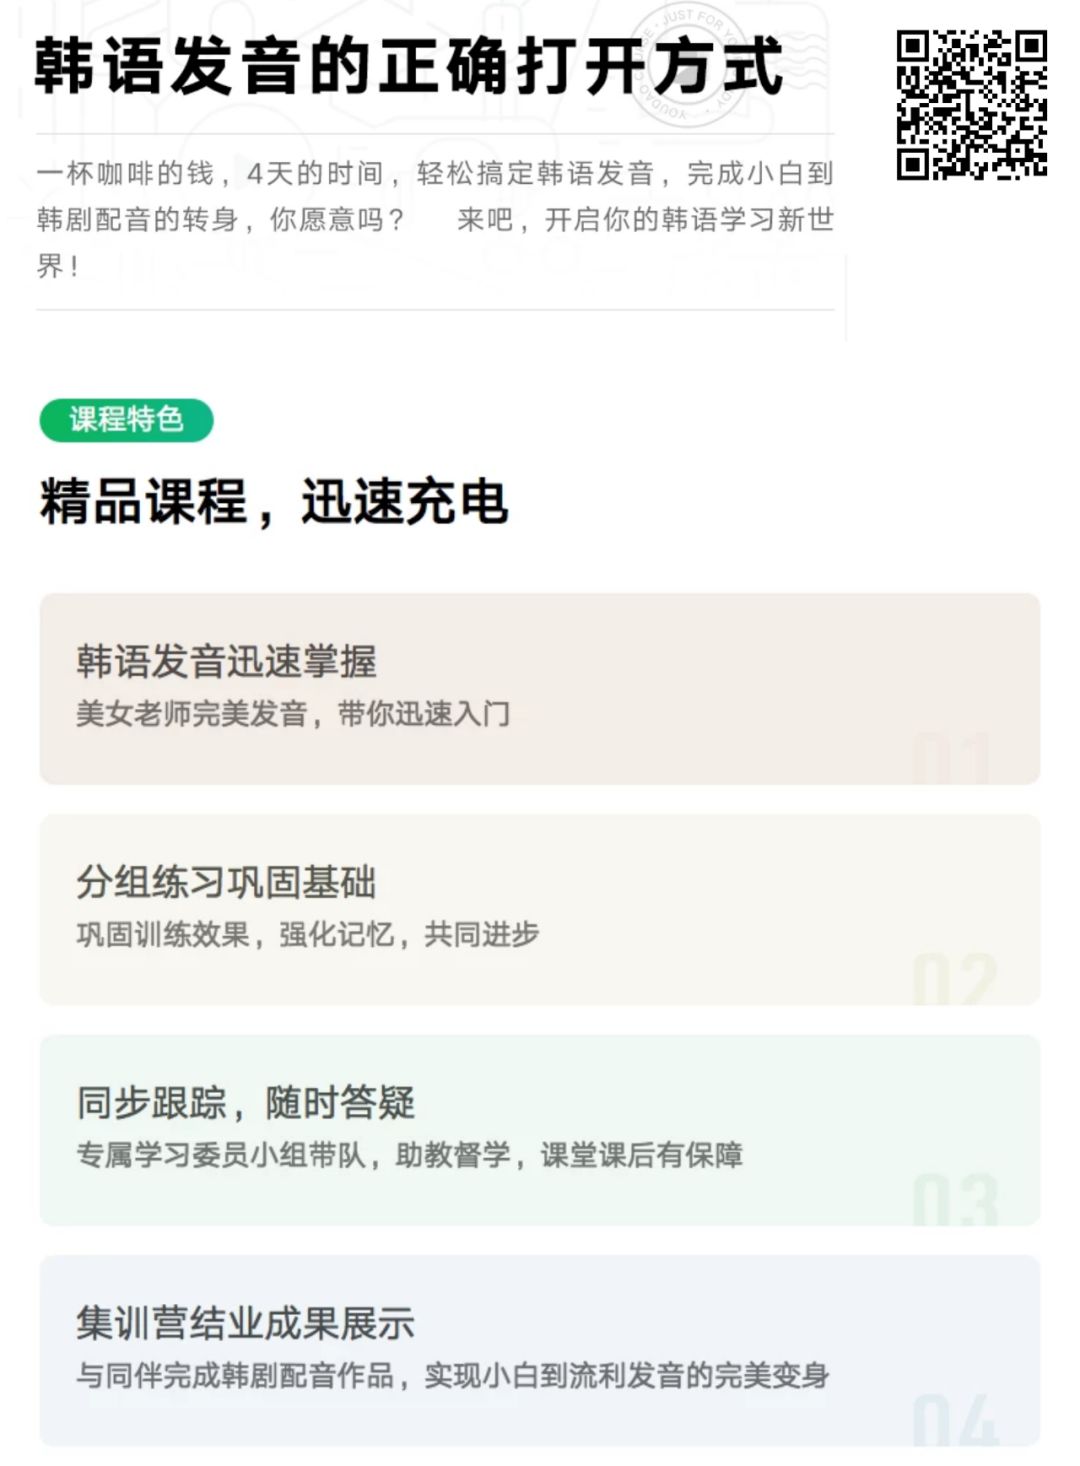 韩语发音的正确打开方式
一杯咖啡的钱，4天的时间，轻松搞定韩语发音，完成小白到
韩剧配音的转身，你愿意吗？　来吧，开启你的韩语学习新世
界！
课程特色
精品课程，迅速充电
韩语发音迅速掌握
美女老师完美发音，带你迅速入门
01
分组练习巩固基础
巩固训练效果，强化记忆，共同进步
02
同步跟踪，随时答疑
专属学习委员小组带队，助教督学，课堂课后有保障
03
集训营结业成果展示
与同伴完成韩剧配音作品，实现小白到流利发音的完美变身
04